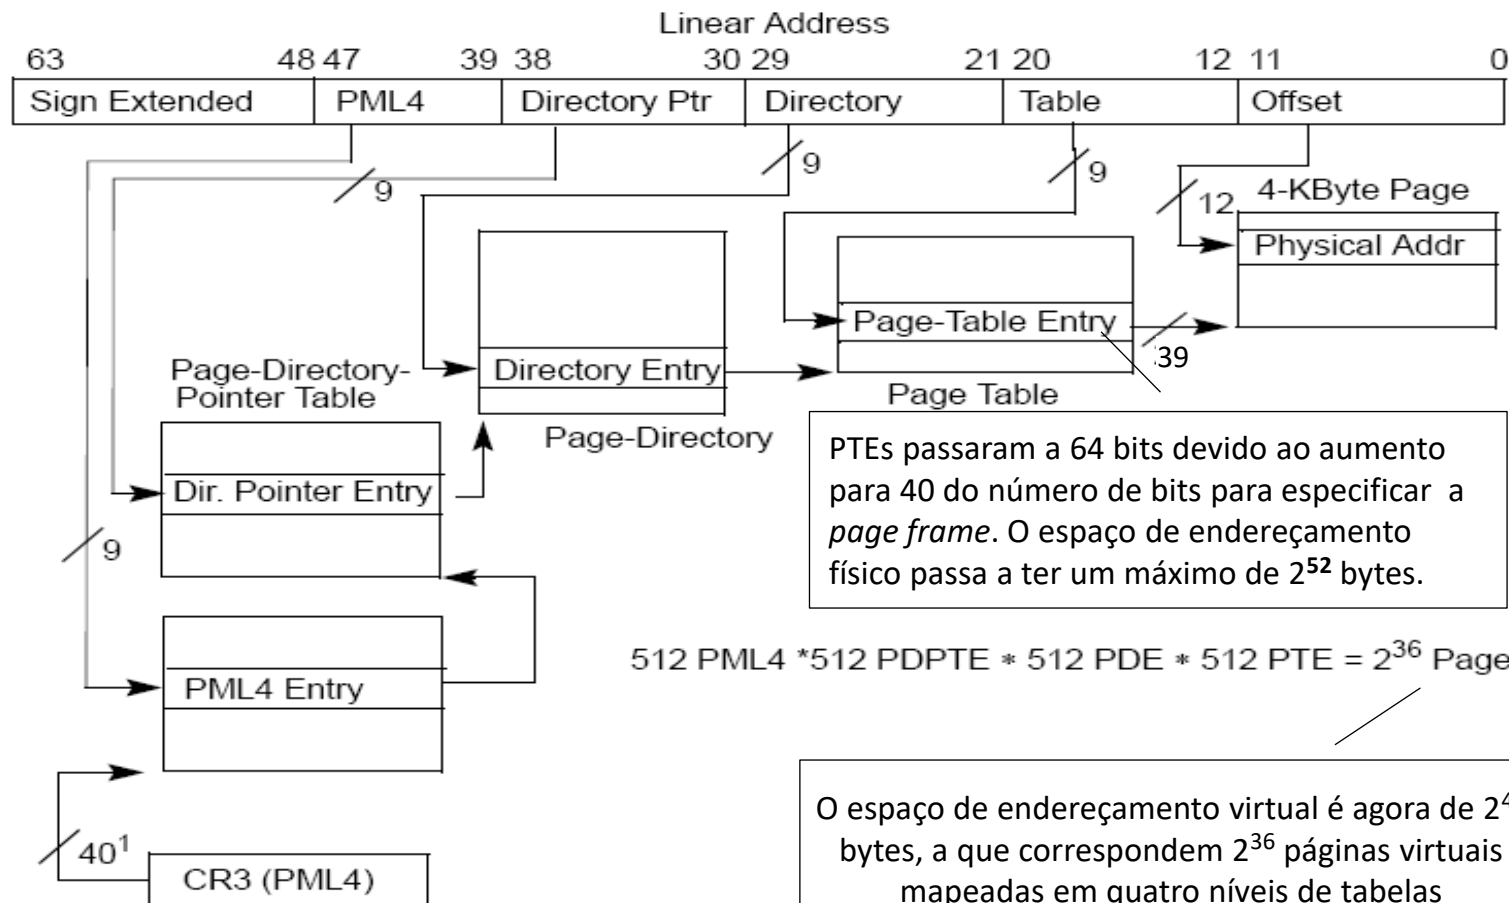 Linear Address
63 48 47 39 38 30 29 21 20 12 11 0
Sign Extended PML4 Directory Ptr Directory Table Offset
9 9 9 12
4-KByte Page
Physical Addr
Page-Table Entry
39
Page Table
Directory Entry
Page-Directory
Page-Directory-
Pointer Table
Dir. Pointer Entry
9
PML4 Entry
40¹
CR3 (PML4)
PTEs passaram a 64 bits devido ao aumento
para 40 do número de bits para especificar a
page frame. O espaço de endereçamento
físico passa a ter um máximo de 2⁵² bytes.
512 PML4 *512 PDPTE * 512 PDE * 512 PTE = 2³⁶ Page
O espaço de endereçamento virtual é agora de 2⁴
bytes, a que correspondem 2³⁶ páginas virtuais
mapeadas em quatro níveis de tabelas